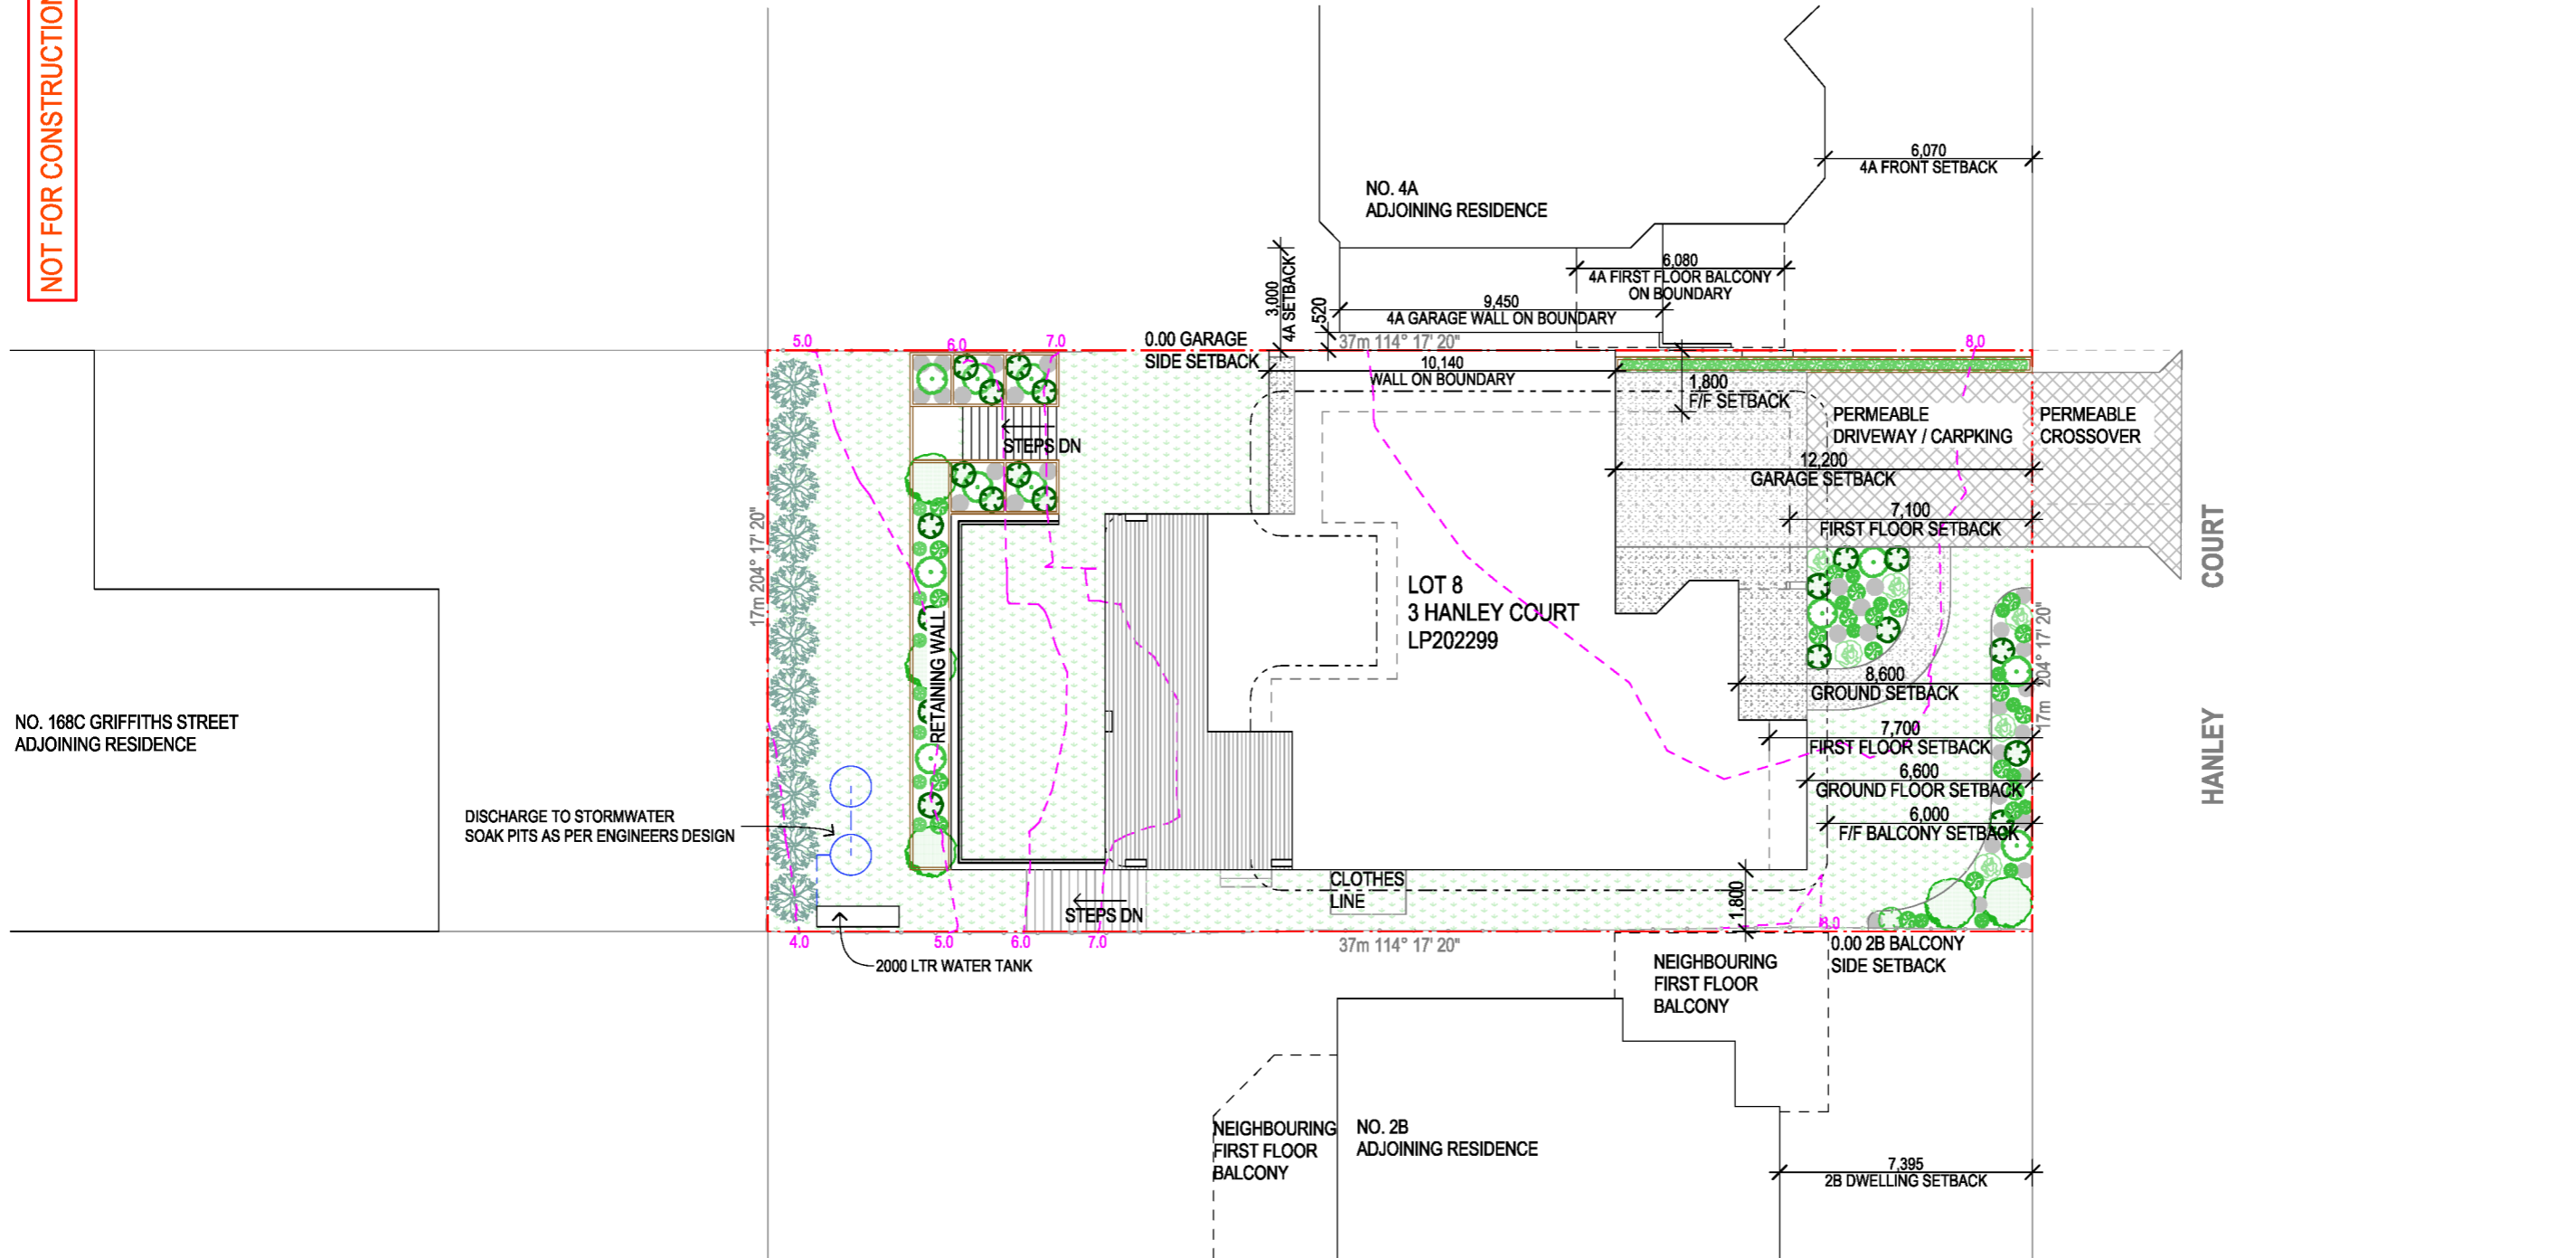 NOT FOR CONSTRUCTION
6,070
4A FRONT SETBACK
NO. 4A
ADJOINING RESIDENCE
3,000
4A SETBACK
520
6,080
4A FIRST FLOOR BALCONY
ON BOUNDARY
9,450
4A GARAGE WALL ON BOUNDARY
5.0
6.0
7.0
0.00 GARAGE
SIDE SETBACK
37m 114° 17' 20"
8.0
10,140
WALL ON BOUNDARY
1,800
F/F SETBACK
PERMEABLE
DRIVEWAY / CARPKING
PERMEABLE
CROSSOVER
STEPS DN
12,200
GARAGE SETBACK
7,100
FIRST FLOOR SETBACK
17m 204° 17' 20"
LOT 8
3 HANLEY COURT
LP202299
RETAINING WALL
8,600
GROUND SETBACK
17m 204° 17' 20"
HANLEY COURT
NO. 168C GRIFFITHS STREET
ADJOINING RESIDENCE
7,700
FIRST FLOOR SETBACK
6,600
GROUND FLOOR SETBACK
6,000
F/F BALCONY SETBACK
DISCHARGE TO STORMWATER
SOAK PITS AS PER ENGINEERS DESIGN
CLOTHES
LINE
1,800
STEPS DN
4.0
5.0
6.0
7.0
8.0
37m 114° 17' 20"
0.00 2B BALCONY
SIDE SETBACK
2000 LTR WATER TANK
NEIGHBOURING
FIRST FLOOR
BALCONY
NEIGHBOURING
FIRST FLOOR
BALCONY
NO. 2B
ADJOINING RESIDENCE
7,395
2B DWELLING SETBACK